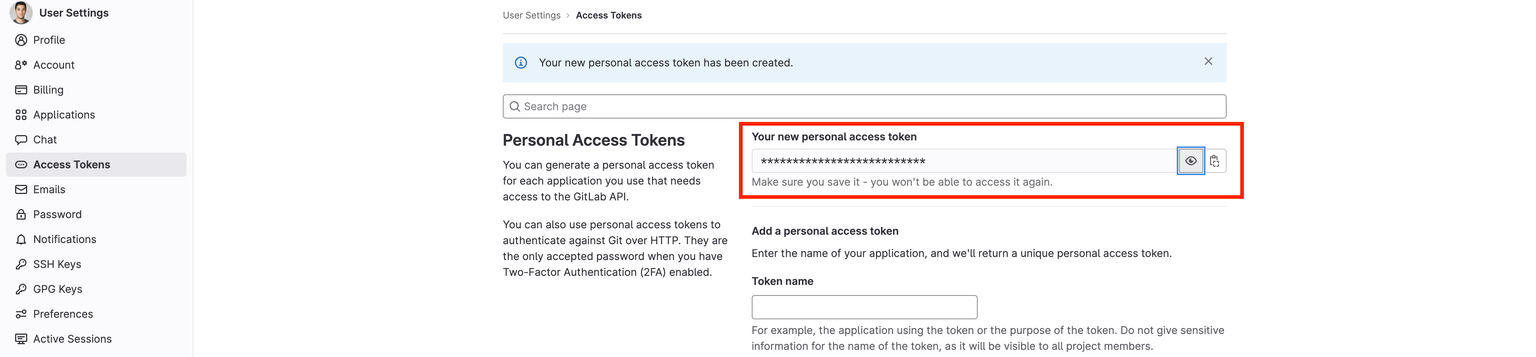 User Settings
Profile
Account
Billing
Applications
Chat
Access Tokens
Emails
Password
Notifications
SSH Keys
GPG Keys
Preferences
Active Sessions
User Settings › Access Tokens
Your new personal access token has been created.
Search page
Personal Access Tokens
You can generate a personal access token
for each application you use that needs
access to the GitLab API.
You can also use personal access tokens to
authenticate against Git over HTTP. They are
the only accepted password when you have
Two-Factor Authentication (2FA) enabled.
Your new personal access token
**************************
Make sure you save it - you won't be able to access it again.
Add a personal access token
Enter the name of your application, and we'll return a unique personal access token.
Token name
For example, the application using the token or the purpose of the token. Do not give sensitive
information for the name of the token, as it will be visible to all project members.